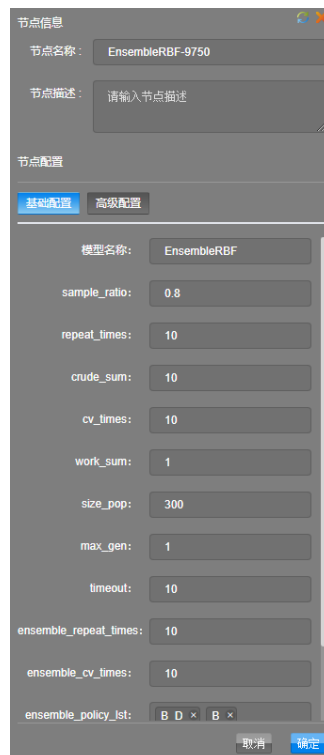 节点信息
节点名称： EnsembleRBF-9750
节点描述： 请输入节点描述
节点配置
基础配置 高级配置
模型名称： EnsembleRBF
sample_ratio： 0.8
repeat_times： 10
crude_sum： 10
cv_times： 10
work_sum： 1
size_pop： 300
max_gen： 1
timeout： 10
ensemble_repeat_times： 10
ensemble_cv_times： 10
ensemble_policy_lst： B D × B ×
取消 确定